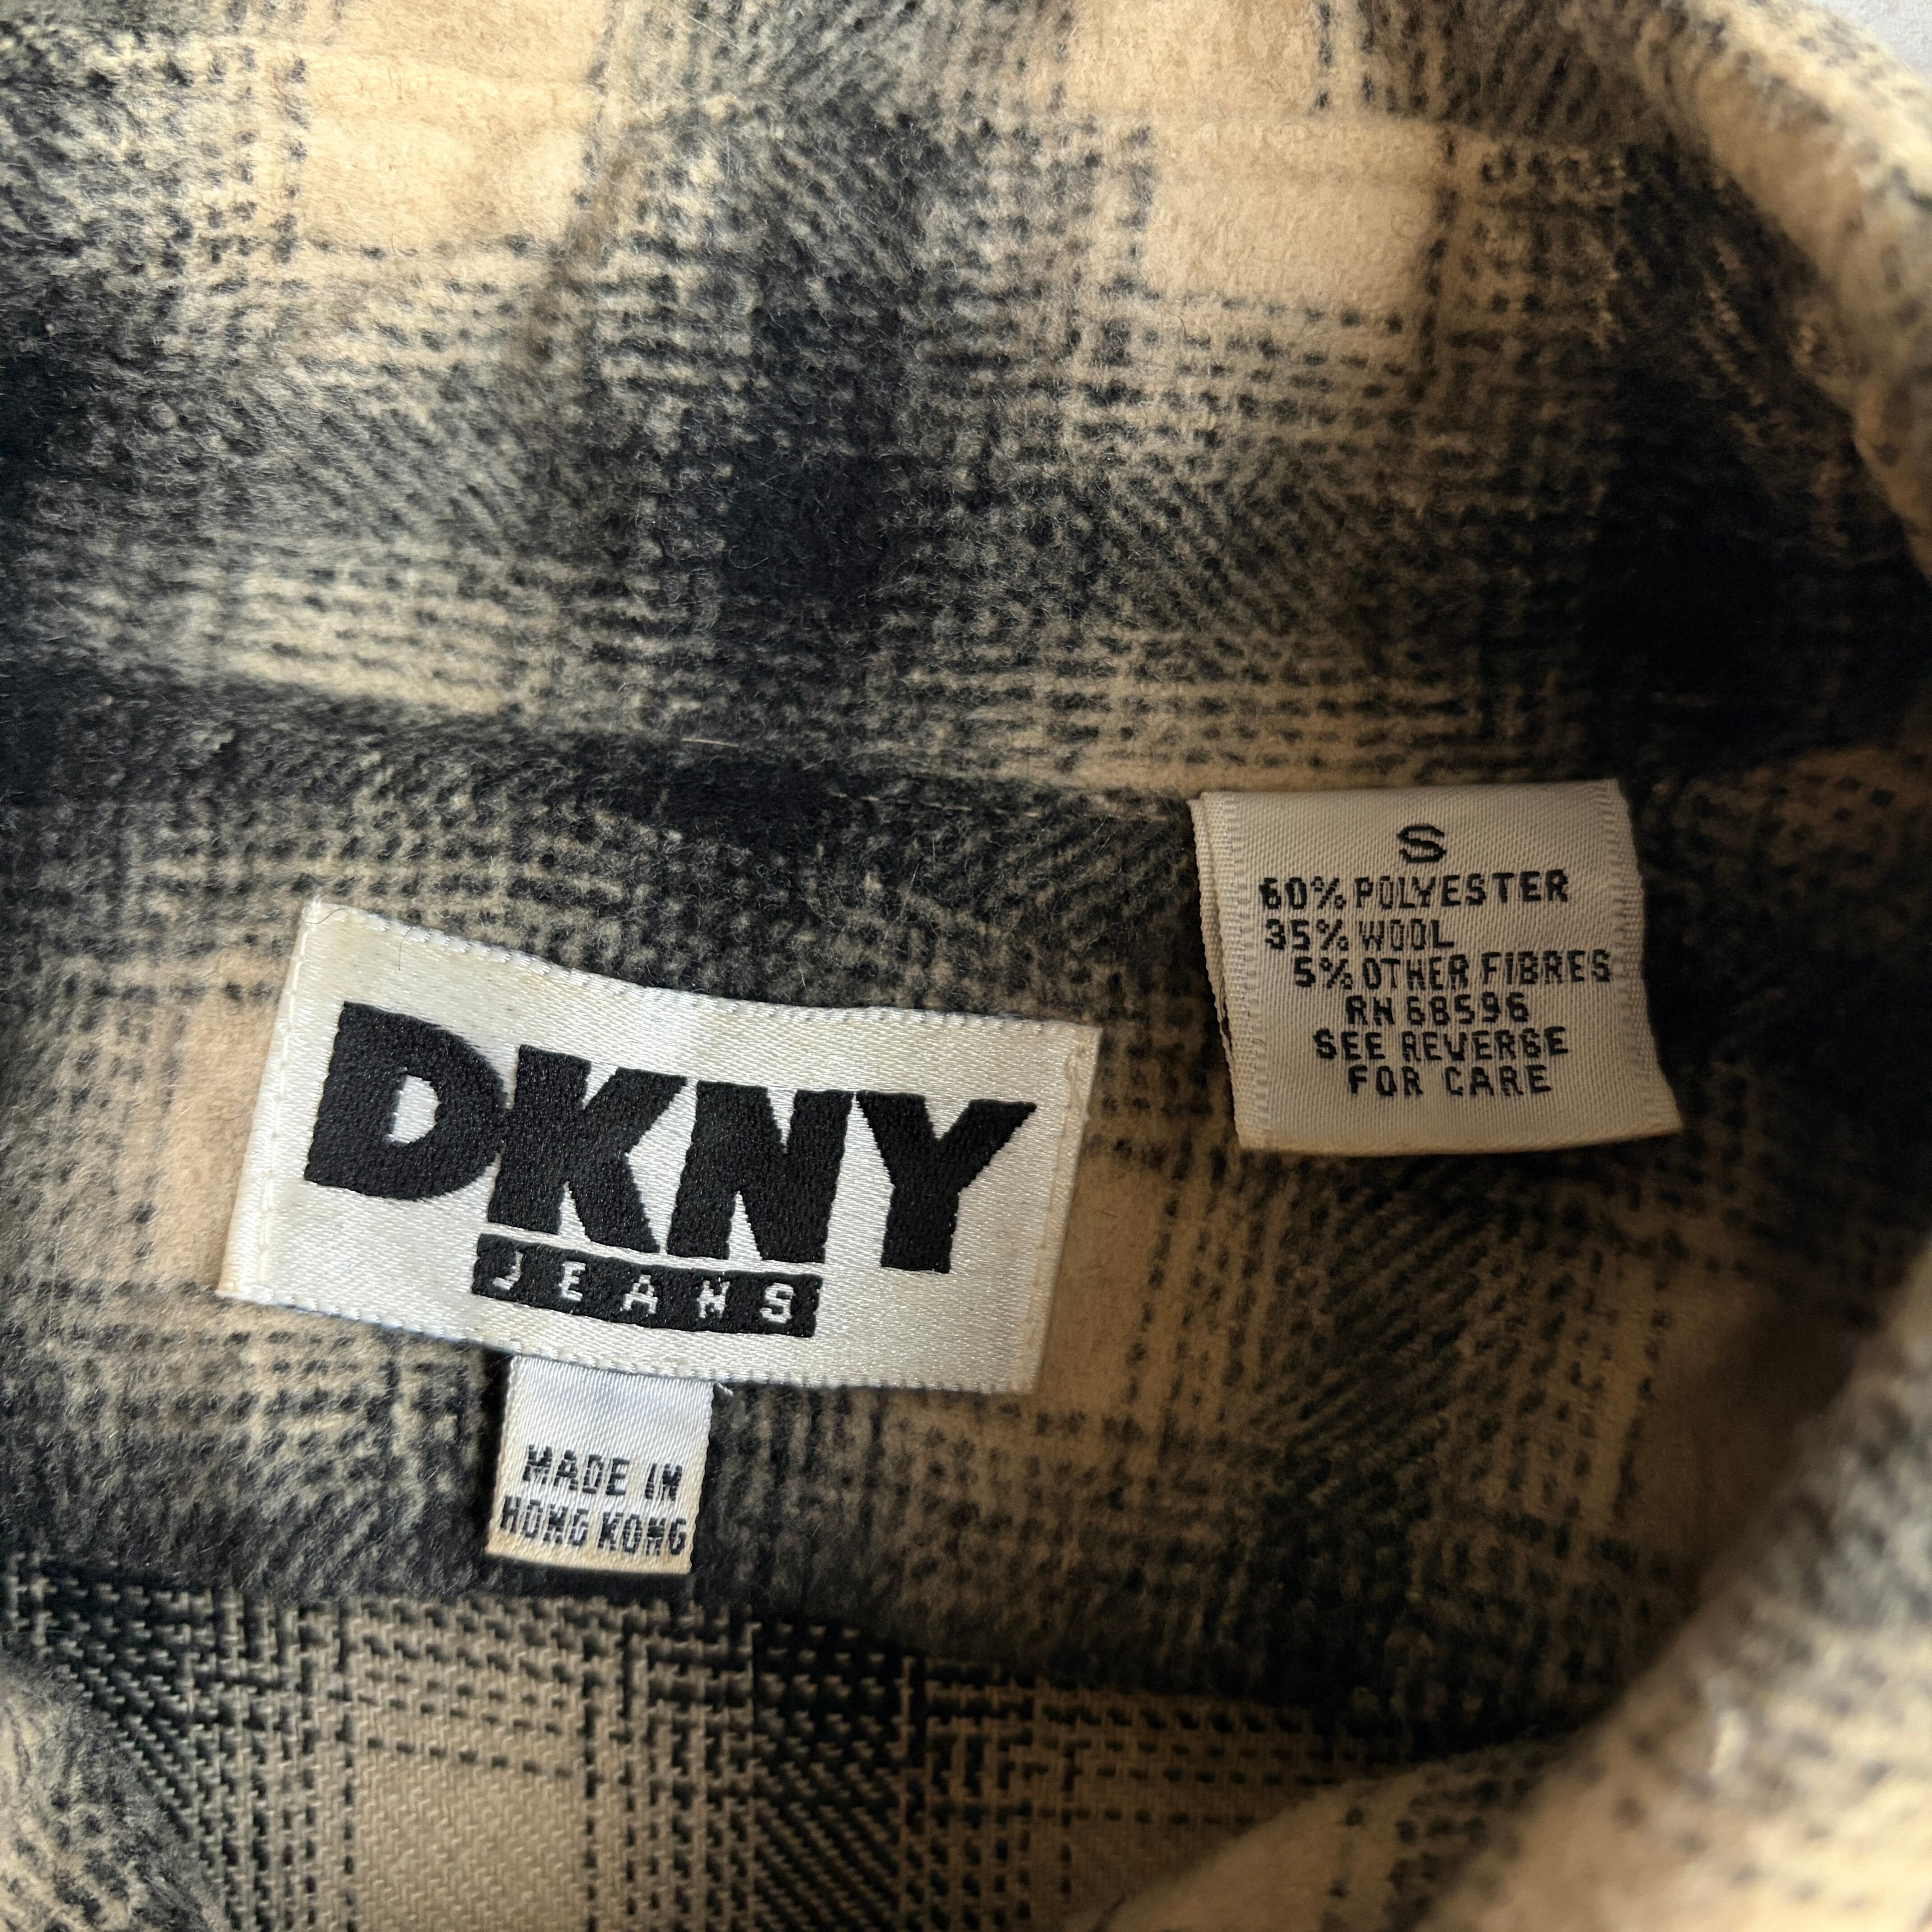 DKNY
JEANS
MADE IN
HONG KONG
S
60% POLYESTER
35% WOOL
5% OTHER FIBRES
RN 68596
SEE REVERSE
FOR CARE